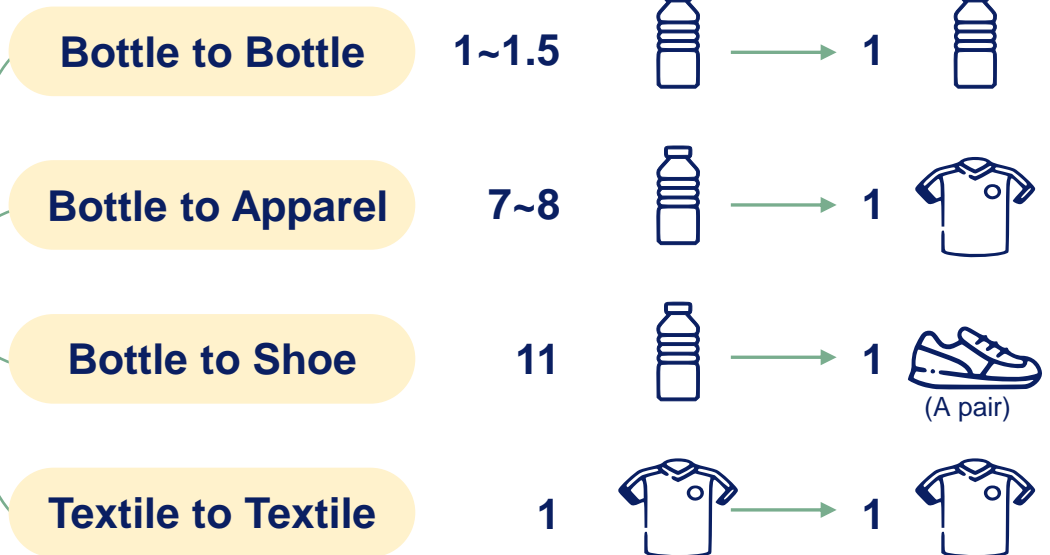 Bottle to Bottle 1~1.5 1
Bottle to Apparel 7~8 1
Bottle to Shoe 11 1
(A pair)
Textile to Textile 1 1